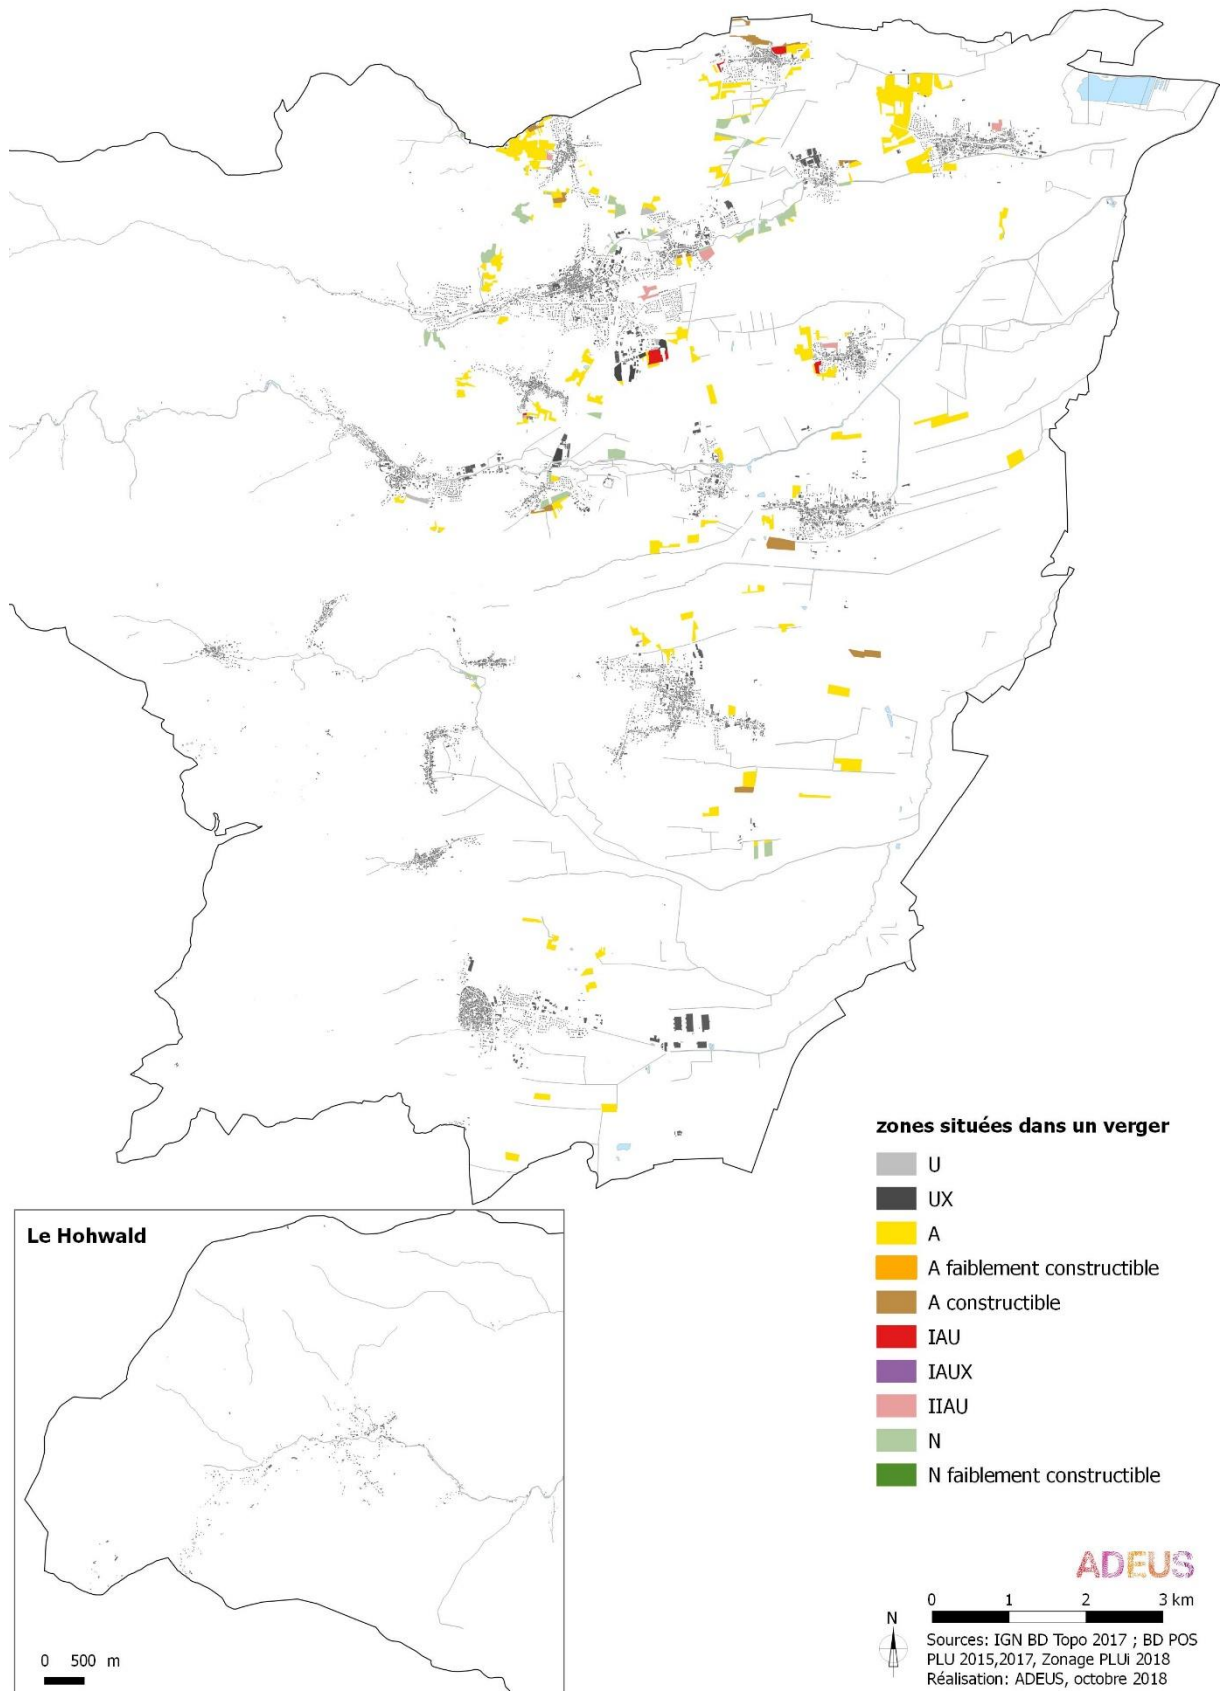 zones situées dans un verger
U
UX
A
A faiblement constructible
A constructible
IAU
IAUX
IIAU
N
N faiblement constructible
Le Hohwald
0 500 m
ADEUS
N
0 1 2 3 km
Sources: IGN BD Topo 2017 ; BD POS
PLU 2015,2017, Zonage PLUi 2018
Réalisation: ADEUS, octobre 2018